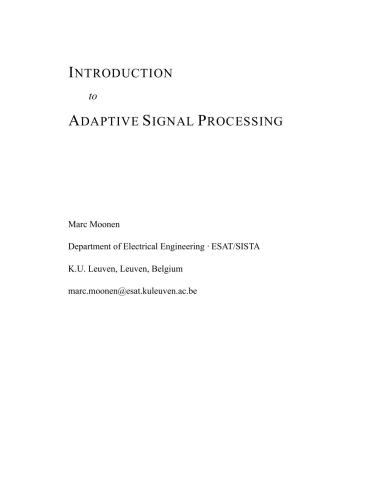 INTRODUCTION
to
ADAPTIVE SIGNAL PROCESSING
Marc Moonen
Department of Electrical Engineering · ESAT/SISTA
K.U. Leuven, Leuven, Belgium
marc.moonen@esat.kuleuven.ac.be